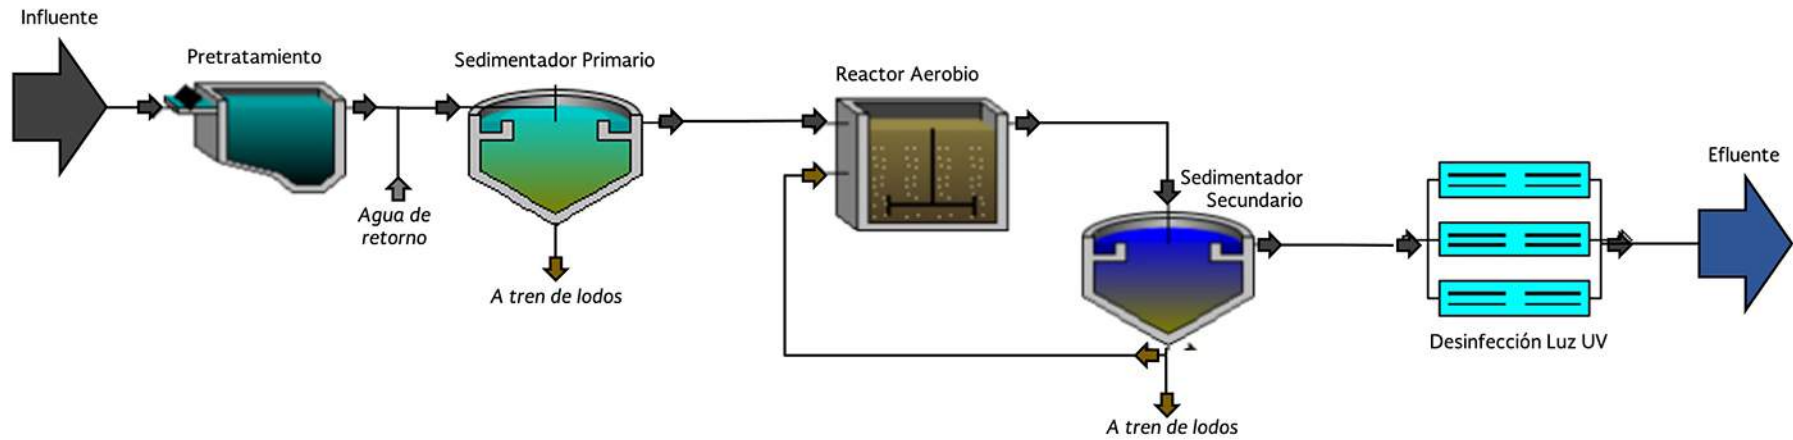 Influente
Pretratamiento
Sedimentador Primario
Reactor Aerobio
Agua de
retorno
A tren de lodos
Sedimentador
Secundario
A tren de lodos
Desinfección Luz UV
Efluente